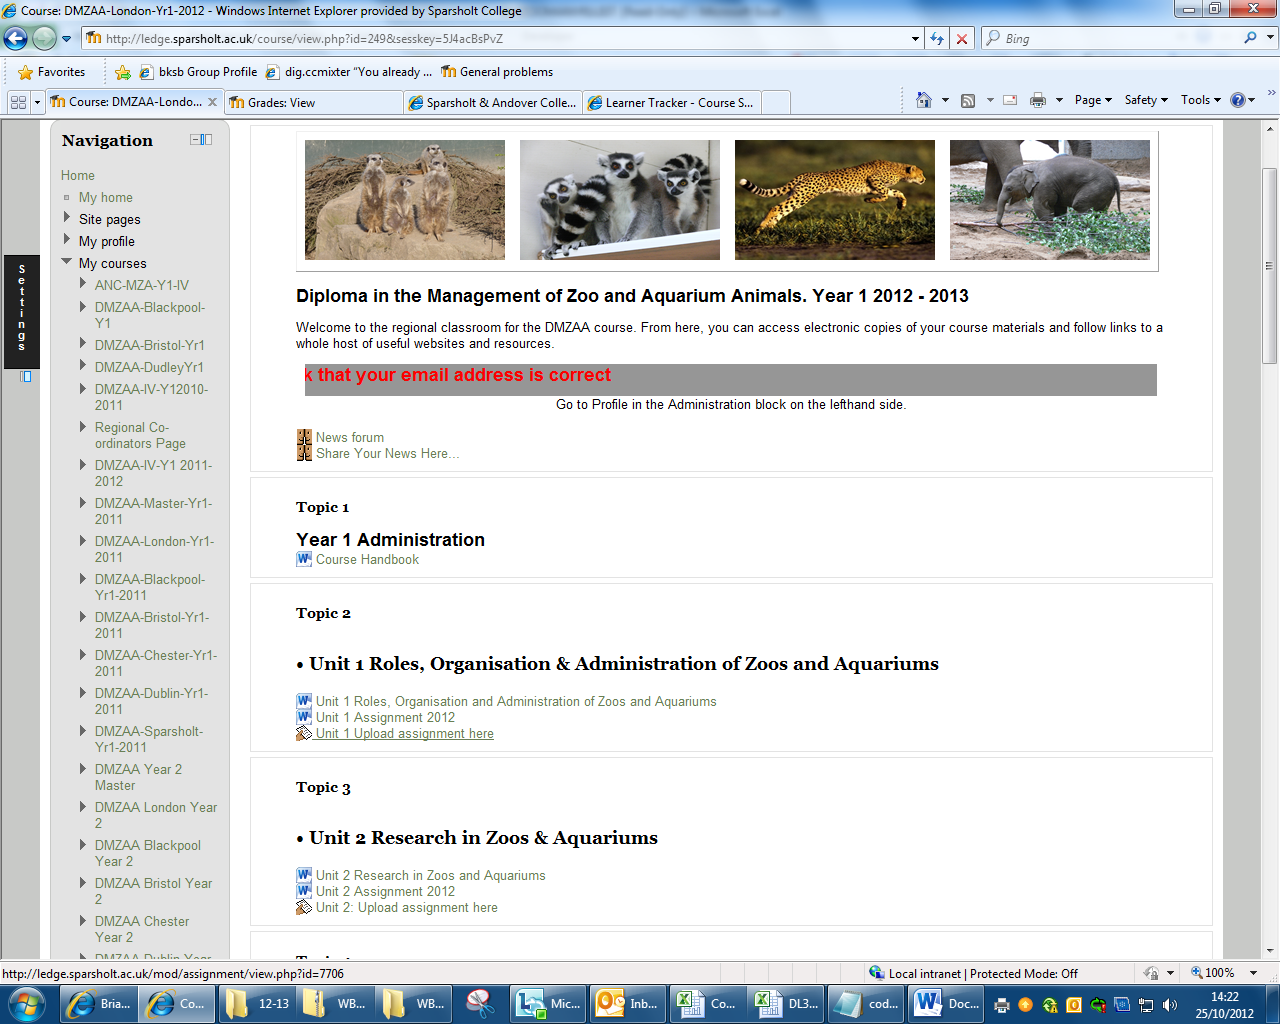 Course: DMZAA-London-Yr1-2012 - Windows Internet Explorer provided by Sparsholt College
http://ledge.sparsholt.ac.uk/course/view.php?id=249&sesskey=5J4acBsPvZ
Bing
Favorites
bksb Group Profile
dig.ccmixter "You already ...
General problems
Course: DMZAA-Londo...
Grades: View
Sparsholt & Andover Colle...
Learner Tracker - Course S...
Page
Safety
Tools
Settings
Navigation
Home
My home
Site pages
My profile
My courses
ANC-MZA-Y1-IV
DMZAA-Blackpool-
Y1
DMZAA-Bristol-Yr1
DMZAA-DudleyYr1
DMZAA-IV-Y12010-
2011
Regional Co-
ordinators Page
DMZAA-IV-Y1 2011-
2012
DMZAA-Master-Yr1-
2011
DMZAA-London-Yr1-
2011
DMZAA-Blackpool-
Yr1-2011
DMZAA-Bristol-Yr1-
2011
DMZAA-Chester-Yr1-
2011
DMZAA-Dublin-Yr1-
2011
DMZAA-Sparsholt-
Yr1-2011
DMZAA Year 2
Master
DMZAA London Year
2
DMZAA Blackpool
Year 2
DMZAA Bristol Year
2
DMZAA Chester
Year 2
DMZAA Dublin Year
Diploma in the Management of Zoo and Aquarium Animals. Year 1 2012 - 2013
Welcome to the regional classroom for the DMZAA course. From here, you can access electronic copies of your course materials and follow links to a
whole host of useful websites and resources.
k that your email address is correct
Go to Profile in the Administration block on the lefthand side.
News forum
Share Your News Here...
Topic 1
Year 1 Administration
Course Handbook
Topic 2
• Unit 1 Roles, Organisation & Administration of Zoos and Aquariums
Unit 1 Roles, Organisation and Administration of Zoos and Aquariums
Unit 1 Assignment 2012
Unit 1 Upload assignment here
Topic 3
• Unit 2 Research in Zoos & Aquariums
Unit 2 Research in Zoos and Aquariums
Unit 2 Assignment 2012
Unit 2: Upload assignment here
http://ledge.sparsholt.ac.uk/mod/assignment/view.php?id=7706
Local intranet | Protected Mode: Off
100%
Bria...
Co...
12-13
WB...
WB...
Mic...
Inb...
Co...
DL3...
cod...
Doc...
14:22
25/10/2012